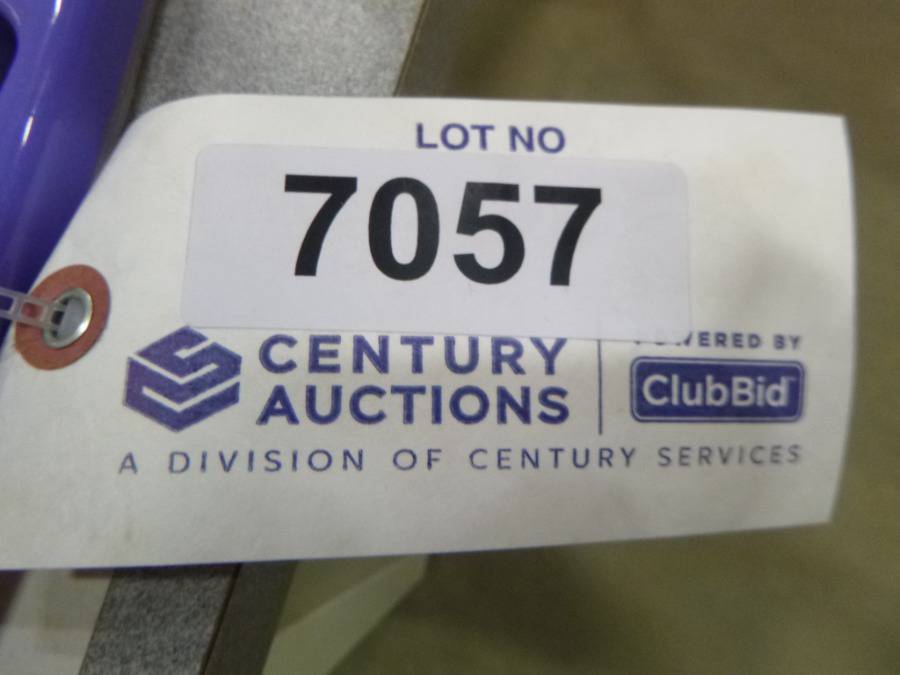 LOT NO
7057
CENTURY
AUCTIONS
POWERED BY
ClubBid
A DIVISION OF CENTURY SERVICES